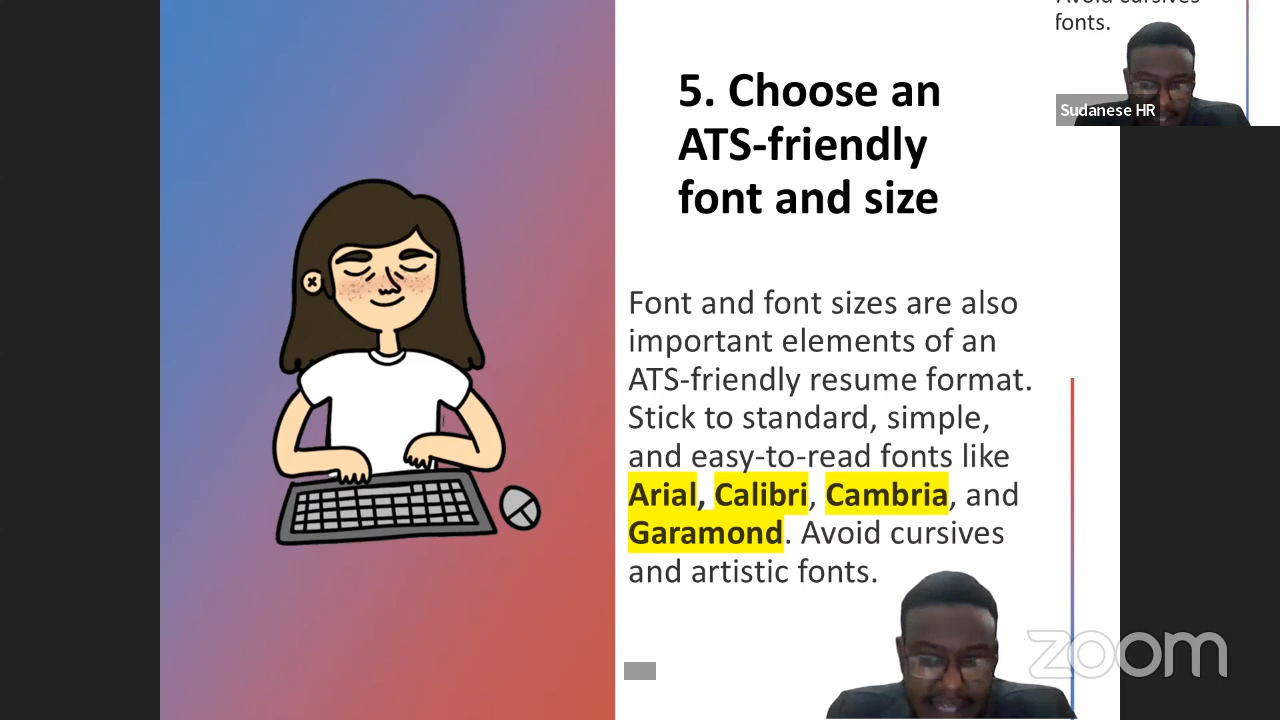 Avoid cursives
fonts.
Sudanese HR
5. Choose an
ATS-friendly
font and size
Font and font sizes are also
important elements of an
ATS-friendly resume format.
Stick to standard, simple,
and easy-to-read fonts like
Arial, Calibri, Cambria, and
Garamond. Avoid cursives
and artistic fonts.
zoom